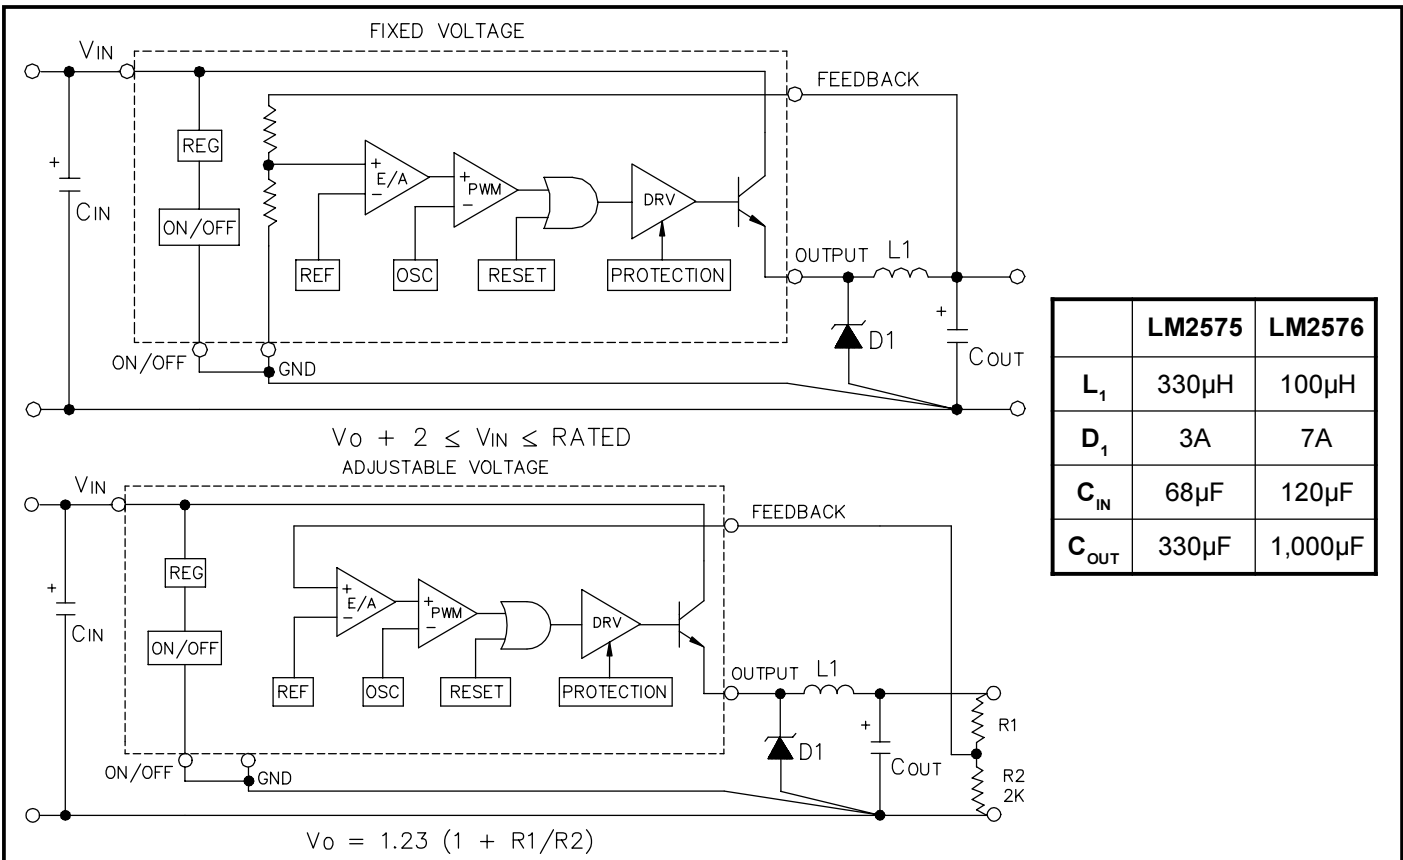 FIXED VOLTAGE
VIN
FEEDBACK
REG
+
CIN
ON/OFF
+
E/A
−
+
PWM
−
DRV
REF
OSC
RESET
PROTECTION
OUTPUT
L1
+
D1
COUT
ON/OFF
GND
VO + 2 ≤ VIN ≤ RATED
ADJUSTABLE VOLTAGE
VIN
FEEDBACK
REG
+
CIN
ON/OFF
+
E/A
−
+
PWM
−
DRV
REF
OSC
RESET
PROTECTION
OUTPUT
L1
+
D1
COUT
R1
R2
2K
ON/OFF
GND
VO = 1.23 (1 + R1/R2)
LM2575 LM2576
L1 330µH 100µH
D1 3A 7A
CIN 68µF 120µF
COUT 330µF 1,000µF